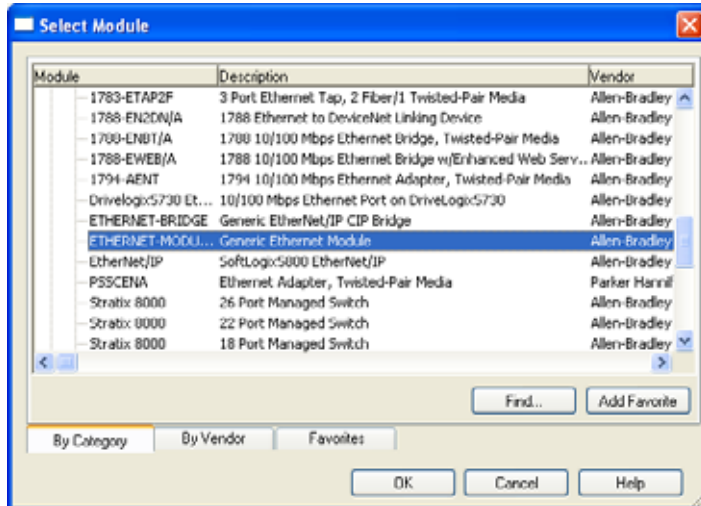 Select Module
Module Description Vendor
1783-ETAP2F 3 Port Ethernet Tap, 2 Fiber/1 Twisted-Pair Media Allen-Bradley
1788-EN2DN/A 1788 Ethernet to DeviceNet Linking Device Allen-Bradley
1788-ENBT/A 1788 10/100 Mbps Ethernet Bridge, Twisted-Pair Media Allen-Bradley
1788-EWEB/A 1788 10/100 Mbps Ethernet Bridge w/Enhanced Web Serv... Allen-Bradley
1794-AENT 1794 10/100 Mbps Ethernet Adapter, Twisted-Pair Media Allen-Bradley
DriveLogix5730 Et... 10/100 Mbps Ethernet Port on DriveLogix5730 Allen-Bradley
ETHERNET-BRIDGE Generic EtherNet/IP CIP Bridge Allen-Bradley
ETHERNET-MODU... Generic Ethernet Module Allen-Bradley
EtherNet/IP SoftLogix5800 EtherNet/IP Allen-Bradley
PSSCENA Ethernet Adapter, Twisted-Pair Media Parker Hannif
Stratix 8000 26 Port Managed Switch Allen-Bradley
Stratix 8000 22 Port Managed Switch Allen-Bradley
Stratix 8000 18 Port Managed Switch Allen-Bradley
Find... Add Favorite
By Category By Vendor Favorites
OK Cancel Help